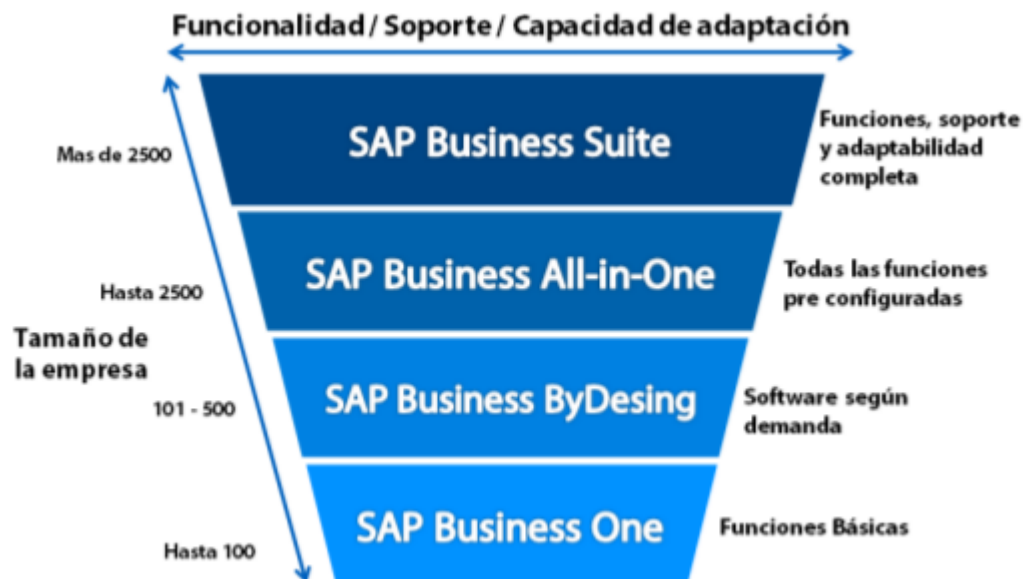 Funcionalidad / Soporte / Capacidad de adaptación
Mas de 2500
SAP Business Suite
Funciones, soporte
y adaptabilidad
completa
Hasta 2500
SAP Business All-in-One
Todas las funciones
pre configuradas
Tamaño de
la empresa
101 - 500
SAP Business ByDesing
Software según
demanda
Hasta 100
SAP Business One
Funciones Básicas